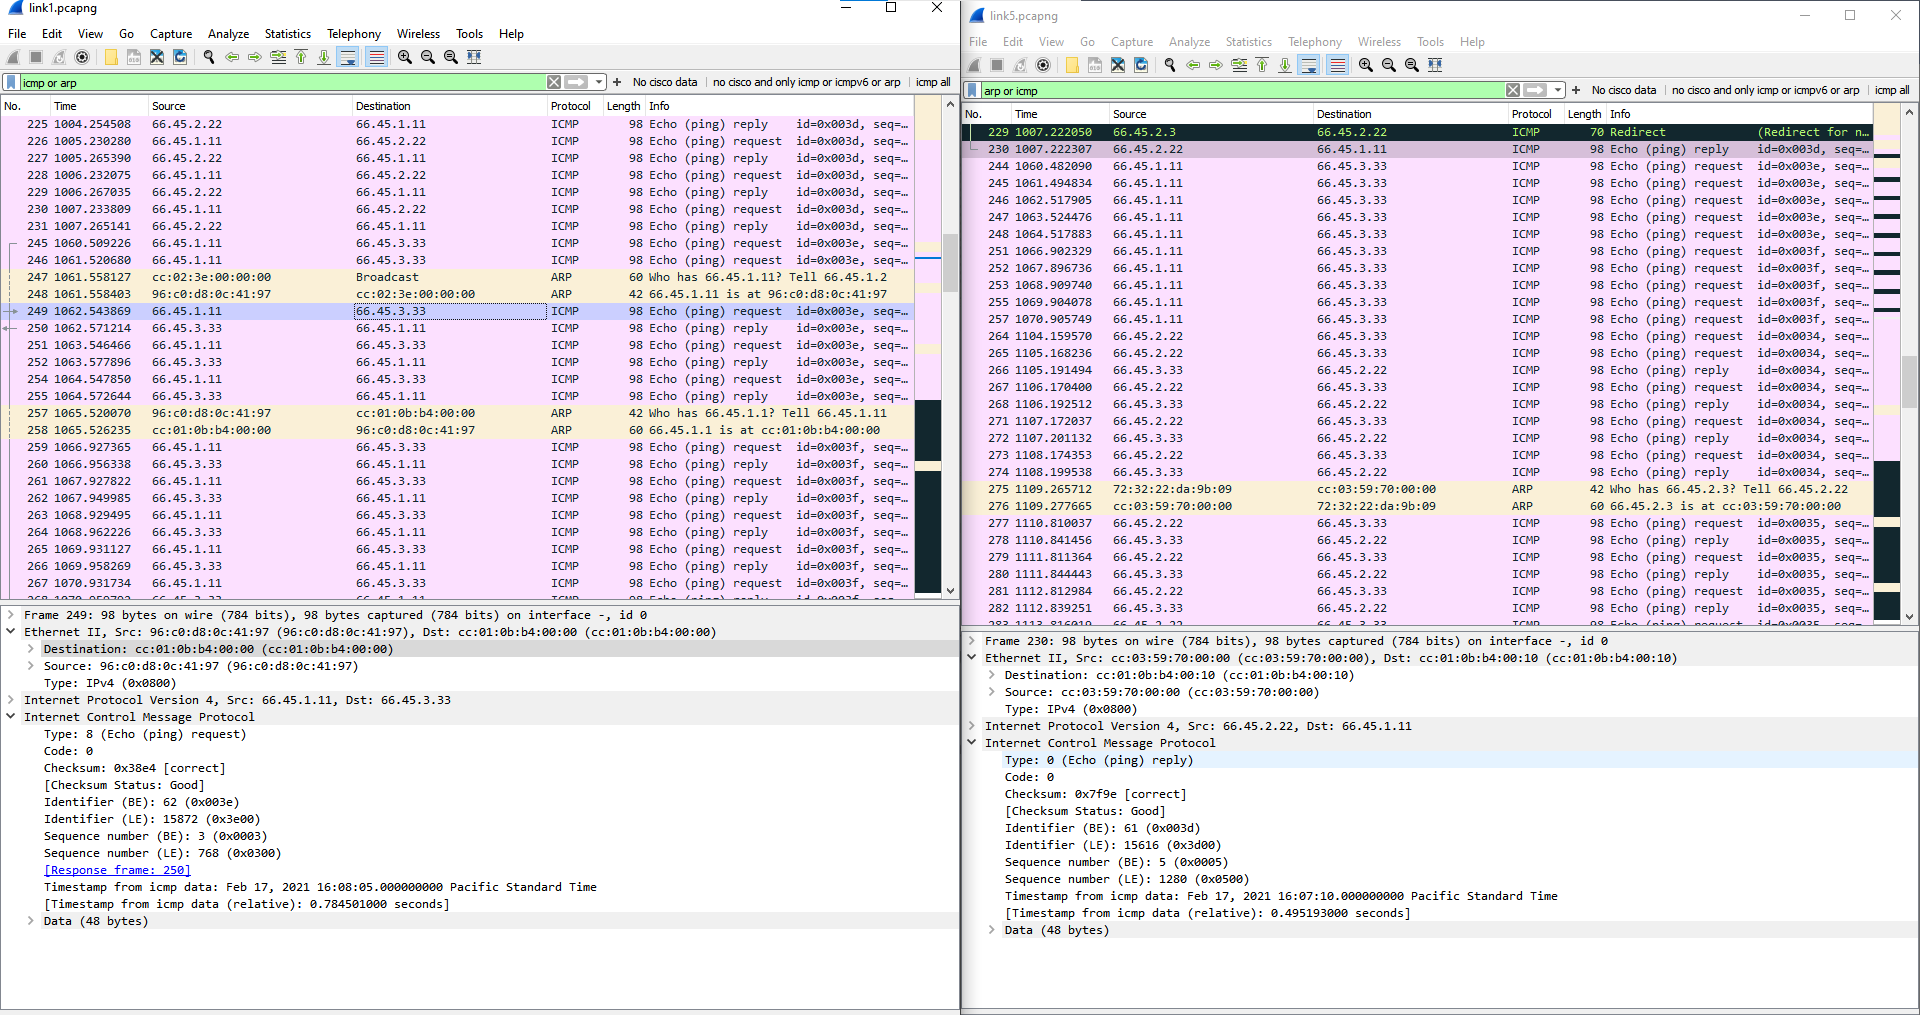 link1.pcapng
File Edit View Go Capture Analyze Statistics Telephony Wireless Tools Help
icmp or arp
No cisco data | no cisco and only icmp or icmpv6 or arp | icmp all
No. Time Source Destination Protocol Length Info
225 1004.254508 66.45.2.22 66.45.1.11 ICMP 98 Echo (ping) reply id=0x003d, seq=…
226 1005.230280 66.45.1.11 66.45.2.22 ICMP 98 Echo (ping) request id=0x003d, seq=…
227 1005.265390 66.45.2.22 66.45.1.11 ICMP 98 Echo (ping) reply id=0x003d, seq=…
228 1006.232075 66.45.1.11 66.45.2.22 ICMP 98 Echo (ping) request id=0x003d, seq=…
229 1006.267035 66.45.2.22 66.45.1.11 ICMP 98 Echo (ping) reply id=0x003d, seq=…
230 1007.233809 66.45.1.11 66.45.2.22 ICMP 98 Echo (ping) request id=0x003d, seq=…
231 1007.265141 66.45.2.22 66.45.1.11 ICMP 98 Echo (ping) reply id=0x003d, seq=…
245 1060.509226 66.45.1.11 66.45.3.33 ICMP 98 Echo (ping) request id=0x003e, seq=…
246 1061.520680 66.45.1.11 66.45.3.33 ICMP 98 Echo (ping) request id=0x003e, seq=…
247 1061.558127 cc:02:3e:00:00:00 Broadcast ARP 60 Who has 66.45.1.11? Tell 66.45.1.2
248 1061.558403 96:c0:d8:0c:41:97 cc:02:3e:00:00:00 ARP 42 66.45.1.11 is at 96:c0:d8:0c:41:97
249 1062.543869 66.45.1.11 66.45.3.33 ICMP 98 Echo (ping) request id=0x003e, seq=…
250 1062.571214 66.45.3.33 66.45.1.11 ICMP 98 Echo (ping) reply id=0x003e, seq=…
251 1063.546466 66.45.1.11 66.45.3.33 ICMP 98 Echo (ping) request id=0x003e, seq=…
252 1063.577896 66.45.3.33 66.45.1.11 ICMP 98 Echo (ping) reply id=0x003e, seq=…
254 1064.547850 66.45.1.11 66.45.3.33 ICMP 98 Echo (ping) request id=0x003e, seq=…
255 1064.572644 66.45.3.33 66.45.1.11 ICMP 98 Echo (ping) reply id=0x003e, seq=…
257 1065.520070 96:c0:d8:0c:41:97 cc:01:0b:b4:00:00 ARP 42 Who has 66.45.1.1? Tell 66.45.1.11
258 1065.526235 cc:01:0b:b4:00:00 96:c0:d8:0c:41:97 ARP 60 66.45.1.1 is at cc:01:0b:b4:00:00
259 1066.927365 66.45.1.11 66.45.3.33 ICMP 98 Echo (ping) request id=0x003f, seq=…
260 1066.956338 66.45.3.33 66.45.1.11 ICMP 98 Echo (ping) reply id=0x003f, seq=…
261 1067.927822 66.45.1.11 66.45.3.33 ICMP 98 Echo (ping) request id=0x003f, seq=…
262 1067.949985 66.45.3.33 66.45.1.11 ICMP 98 Echo (ping) reply id=0x003f, seq=…
263 1068.929495 66.45.1.11 66.45.3.33 ICMP 98 Echo (ping) request id=0x003f, seq=…
264 1068.962226 66.45.3.33 66.45.1.11 ICMP 98 Echo (ping) reply id=0x003f, seq=…
265 1069.931127 66.45.1.11 66.45.3.33 ICMP 98 Echo (ping) request id=0x003f, seq=…
266 1069.958269 66.45.3.33 66.45.1.11 ICMP 98 Echo (ping) reply id=0x003f, seq=…
267 1070.931734 66.45.1.11 66.45.3.33 ICMP 98 Echo (ping) request id=0x003f, seq=…
Frame 249: 98 bytes on wire (784 bits), 98 bytes captured (784 bits) on interface -, id 0
Ethernet II, Src: 96:c0:d8:0c:41:97 (96:c0:d8:0c:41:97), Dst: cc:01:0b:b4:00:00 (cc:01:0b:b4:00:00)
Destination: cc:01:0b:b4:00:00 (cc:01:0b:b4:00:00)
Source: 96:c0:d8:0c:41:97 (96:c0:d8:0c:41:97)
Type: IPv4 (0x0800)
Internet Protocol Version 4, Src: 66.45.1.11, Dst: 66.45.3.33
Internet Control Message Protocol
Type: 8 (Echo (ping) request)
Code: 0
Checksum: 0x38e4 [correct]
[Checksum Status: Good]
Identifier (BE): 62 (0x003e)
Identifier (LE): 15872 (0x3e00)
Sequence number (BE): 3 (0x0003)
Sequence number (LE): 768 (0x0300)
[Response frame: 250]
Timestamp from icmp data: Feb 17, 2021 16:08:05.000000000 Pacific Standard Time
[Timestamp from icmp data (relative): 0.784501000 seconds]
Data (48 bytes)
link5.pcapng
File Edit View Go Capture Analyze Statistics Telephony Wireless Tools Help
arp or icmp
No cisco data | no cisco and only icmp or icmpv6 or arp | icmp all
No. Time Source Destination Protocol Length Info
229 1007.222050 66.45.2.3 66.45.2.22 ICMP 70 Redirect (Redirect for n…
230 1007.222307 66.45.2.22 66.45.1.11 ICMP 98 Echo (ping) reply id=0x003d, seq=…
244 1060.482090 66.45.1.11 66.45.3.33 ICMP 98 Echo (ping) request id=0x003e, seq=…
245 1061.494834 66.45.1.11 66.45.3.33 ICMP 98 Echo (ping) request id=0x003e, seq=…
246 1062.517905 66.45.1.11 66.45.3.33 ICMP 98 Echo (ping) request id=0x003e, seq=…
247 1063.524476 66.45.1.11 66.45.3.33 ICMP 98 Echo (ping) request id=0x003e, seq=…
248 1064.517883 66.45.1.11 66.45.3.33 ICMP 98 Echo (ping) request id=0x003e, seq=…
251 1066.902329 66.45.1.11 66.45.3.33 ICMP 98 Echo (ping) request id=0x003f, seq=…
252 1067.896736 66.45.1.11 66.45.3.33 ICMP 98 Echo (ping) request id=0x003f, seq=…
253 1068.909740 66.45.1.11 66.45.3.33 ICMP 98 Echo (ping) request id=0x003f, seq=…
255 1069.904078 66.45.1.11 66.45.3.33 ICMP 98 Echo (ping) request id=0x003f, seq=…
257 1070.905749 66.45.1.11 66.45.3.33 ICMP 98 Echo (ping) request id=0x003f, seq=…
264 1104.159570 66.45.2.22 66.45.3.33 ICMP 98 Echo (ping) request id=0x0034, seq=…
265 1105.168236 66.45.2.22 66.45.3.33 ICMP 98 Echo (ping) request id=0x0034, seq=…
266 1105.191494 66.45.3.33 66.45.2.22 ICMP 98 Echo (ping) reply id=0x0034, seq=…
267 1106.170400 66.45.2.22 66.45.3.33 ICMP 98 Echo (ping) request id=0x0034, seq=…
268 1106.192512 66.45.3.33 66.45.2.22 ICMP 98 Echo (ping) reply id=0x0034, seq=…
271 1107.172037 66.45.2.22 66.45.3.33 ICMP 98 Echo (ping) request id=0x0034, seq=…
272 1107.201132 66.45.3.33 66.45.2.22 ICMP 98 Echo (ping) reply id=0x0034, seq=…
273 1108.174353 66.45.2.22 66.45.3.33 ICMP 98 Echo (ping) request id=0x0034, seq=…
274 1108.199538 66.45.3.33 66.45.2.22 ICMP 98 Echo (ping) reply id=0x0034, seq=…
275 1109.265712 72:32:22:da:9b:09 cc:03:59:70:00:00 ARP 42 Who has 66.45.2.3? Tell 66.45.2.22
276 1109.277665 cc:03:59:70:00:00 72:32:22:da:9b:09 ARP 60 66.45.2.3 is at cc:03:59:70:00:00
277 1110.810037 66.45.2.22 66.45.3.33 ICMP 98 Echo (ping) request id=0x0035, seq=…
278 1110.841456 66.45.3.33 66.45.2.22 ICMP 98 Echo (ping) reply id=0x0035, seq=…
279 1111.811364 66.45.2.22 66.45.3.33 ICMP 98 Echo (ping) request id=0x0035, seq=…
280 1111.844443 66.45.3.33 66.45.2.22 ICMP 98 Echo (ping) reply id=0x0035, seq=…
281 1112.812984 66.45.2.22 66.45.3.33 ICMP 98 Echo (ping) request id=0x0035, seq=…
282 1112.839251 66.45.3.33 66.45.2.22 ICMP 98 Echo (ping) reply id=0x0035, seq=…
Frame 230: 98 bytes on wire (784 bits), 98 bytes captured (784 bits) on interface -, id 0
Ethernet II, Src: cc:03:59:70:00:00 (cc:03:59:70:00:00), Dst: cc:01:0b:b4:00:10 (cc:01:0b:b4:00:10)
Destination: cc:01:0b:b4:00:10 (cc:01:0b:b4:00:10)
Source: cc:03:59:70:00:00 (cc:03:59:70:00:00)
Type: IPv4 (0x0800)
Internet Protocol Version 4, Src: 66.45.2.22, Dst: 66.45.1.11
Internet Control Message Protocol
Type: 0 (Echo (ping) reply)
Code: 0
Checksum: 0x7f9e [correct]
[Checksum Status: Good]
Identifier (BE): 61 (0x003d)
Identifier (LE): 15616 (0x3d00)
Sequence number (BE): 5 (0x0005)
Sequence number (LE): 1280 (0x0500)
Timestamp from icmp data: Feb 17, 2021 16:07:10.000000000 Pacific Standard Time
[Timestamp from icmp data (relative): 0.495193000 seconds]
Data (48 bytes)